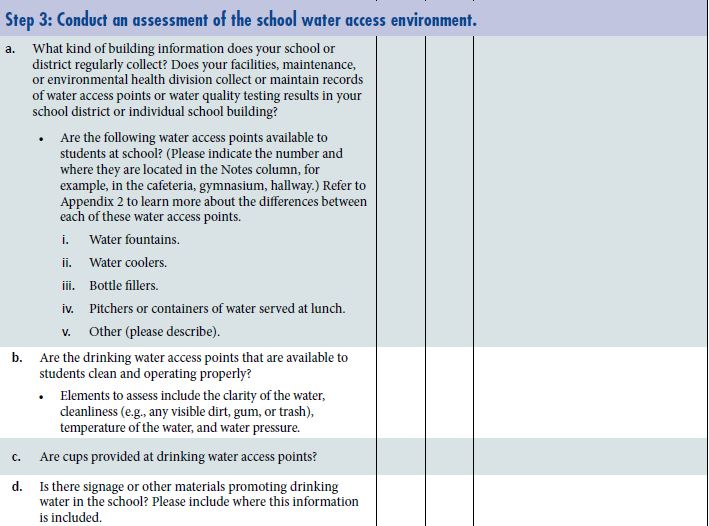 Step 3: Conduct an assessment of the school water access environment.
a. What kind of building information does your school or
district regularly collect? Does your facilities, maintenance,
or environmental health division collect or maintain records
of water access points or water quality testing results in your
school district or individual school building?
• Are the following water access points available to
students at school? (Please indicate the number and
where they are located in the Notes column, for
example, in the cafeteria, gymnasium, hallway.) Refer to
Appendix 2 to learn more about the differences between
each of these water access points.
i. Water fountains.
ii. Water coolers.
iii. Bottle fillers.
iv. Pitchers or containers of water served at lunch.
v. Other (please describe).
b. Are the drinking water access points that are available to
students clean and operating properly?
• Elements to assess include the clarity of the water,
cleanliness (e.g., any visible dirt, gum, or trash),
temperature of the water, and water pressure.
c. Are cups provided at drinking water access points?
d. Is there signage or other materials promoting drinking
water in the school? Please include where this information
is included.